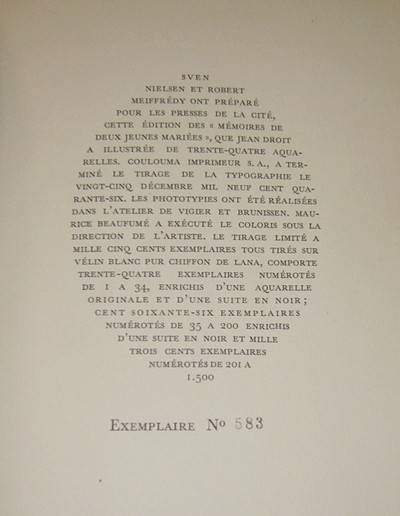 SVEN
NIELSEN ET ROBERT
MEIFFRÉDY ONT PRÉPARÉ
POUR LES PRESSES DE LA CITÉ,
CETTE ÉDITION DES « MÉMOIRES DE
DEUX JEUNES MARIÉES », QUE JEAN DROIT
A ILLUSTRÉE DE TRENTE-QUATRE AQUA-
RELLES. COULOUMA IMPRIMEUR S.A., A TER-
MINÉ LE TIRAGE DE LA TYPOGRAPHIE LE
VINGT-CINQ DÉCEMBRE MIL NEUF CENT QUA-
RANTE-SIX. LES PHOTOTYPIES ONT ÉTÉ RÉALISÉES
DANS L'ATELIER DE VIGIER ET BRUNISSEN. MAU-
RICE BEAUFUMÉ A EXÉCUTÉ LE COLORIS SOUS LA
DIRECTION DE L'ARTISTE. LE TIRAGE LIMITÉ A
MILLE CINQ CENTS EXEMPLAIRES TOUS TIRÉS SUR
VÉLIN BLANC PUR CHIFFON DE LANA, COMPORTE
TRENTE-QUATRE EXEMPLAIRES NUMÉROTÉS
DE 1 A 34, ENRICHIS D'UNE AQUARELLE
ORIGINALE ET D'UNE SUITE EN NOIR ;
CENT SOIXANTE-SIX EXEMPLAIRES
NUMÉROTÉS DE 35 A 200 ENRICHIS
D'UNE SUITE EN NOIR ET MILLE
TROIS CENTS EXEMPLAIRES
NUMÉROTÉS DE 201 A
1.500
EXEMPLAIRE Nº 583